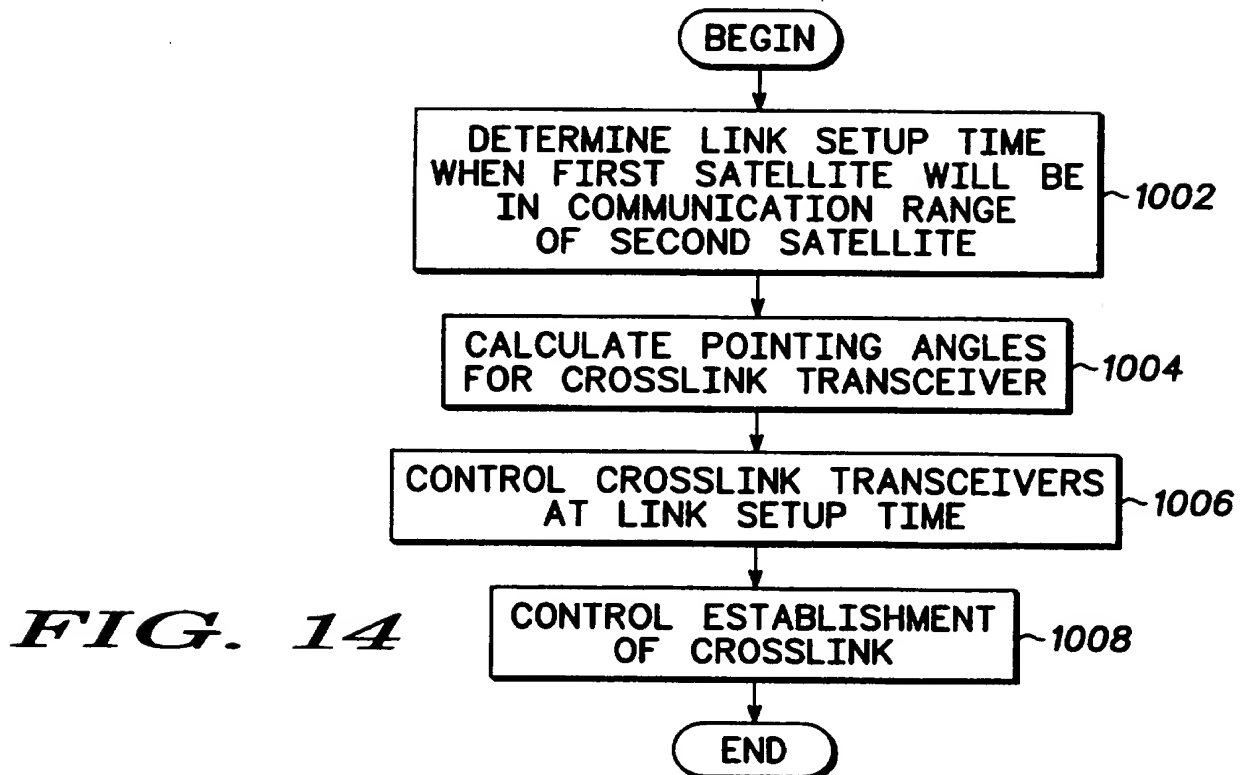 BEGIN
DETERMINE LINK SETUP TIME
WHEN FIRST SATELLITE WILL BE
IN COMMUNICATION RANGE
OF SECOND SATELLITE
1002
CALCULATE POINTING ANGLES
FOR CROSSLINK TRANSCEIVER
1004
CONTROL CROSSLINK TRANSCEIVERS
AT LINK SETUP TIME
1006
CONTROL ESTABLISHMENT
OF CROSSLINK
1008
FIG. 14
END